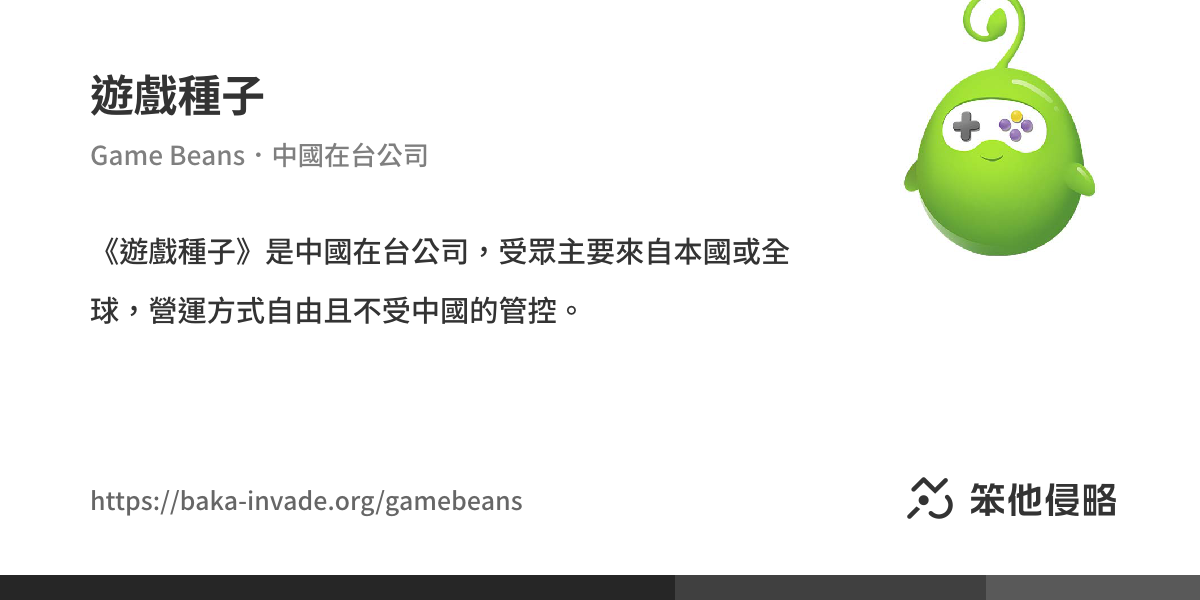 遊戲種子
Game Beans・中國在台公司
《遊戲種子》是中國在台公司，受眾主要來自本國或全
球，營運方式自由且不受中國的管控。
https://baka-invade.org/gamebeans
笨他侵略